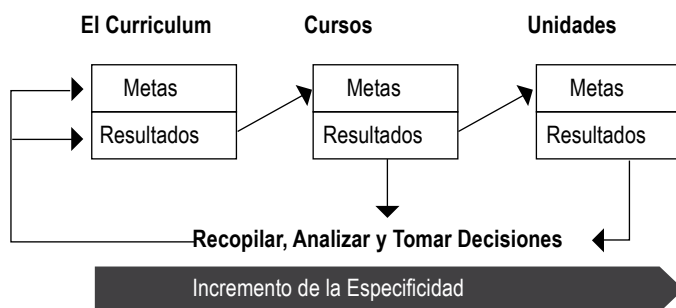 El Curriculum Cursos Unidades
Metas Metas Metas
Resultados Resultados Resultados
Recopilar, Analizar y Tomar Decisiones
Incremento de la Especificidad